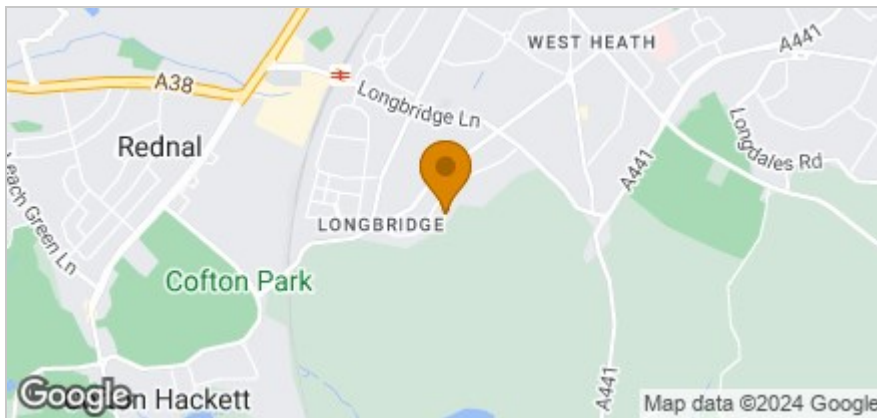 WEST HEATH
A441
A38
Longbridge Ln
Rednal
Longdales Rd
A441
Leach Green Ln
LONGBRIDGE
Cofton Park
A441
Google
Hackett
Map data ©2024 Google